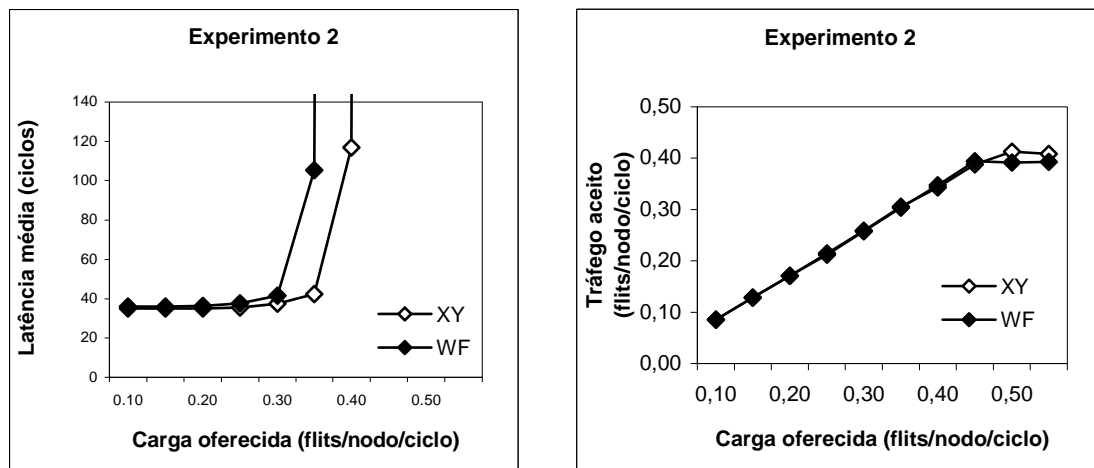 Experimento 2
Latência média (ciclos)
140
120
100
80
60
40
20
0
XY
WF
0.10 0.20 0.30 0.40 0.50
Carga oferecida (flits/nodo/ciclo)
Experimento 2
Tráfego aceito
(flits/nodo/ciclo)
0,50
0,40
0,30
0,20
0,10
0,00
XY
WF
0,10 0,20 0,30 0,40 0,50
Carga oferecida (flits/nodo/ciclo)